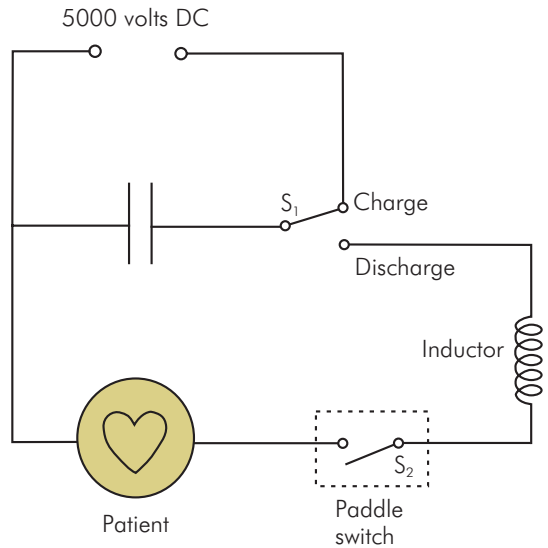 5000 volts DC
S₁
Charge
Discharge
Inductor
S₂
Paddle
switch
Patient